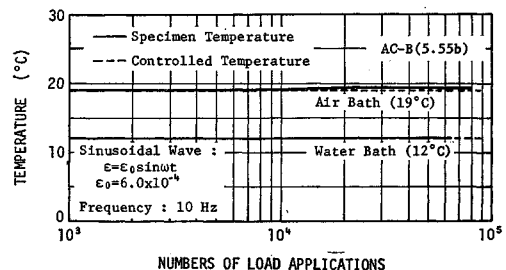 30
20
10
0
TEMPERATURE (°C)
Specimen Temperature
Controlled Temperature
AC-B(5.55b)
Air Bath (19°C)
Water Bath (12°C)
Sinusoidal Wave :
ε=ε₀sinωt
ε₀=6.0x10⁻⁴
Frequency : 10 Hz
10³
10⁴
10⁵
NUMBERS OF LOAD APPLICATIONS